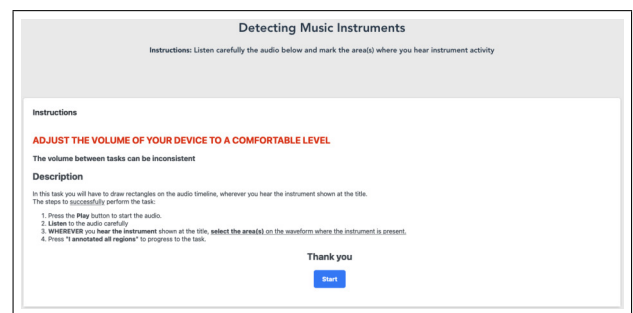 Detecting Music Instruments
Instructions: Listen carefully the audio below and mark the area(s) where you hear instrument activity
Instructions
ADJUST THE VOLUME OF YOUR DEVICE TO A COMFORTABLE LEVEL
The volume between tasks can be inconsistent
Description
In this task you will have to draw rectangles on the audio timeline, wherever you hear the instrument shown at the title.
The steps to successfully perform the task:
1. Press the Play button to start the audio.
2. Listen to the audio carefully
3. WHEREVER you hear the instrument shown at the title, select the area(s) on the waveform where the instrument is present.
4. Press "I annotated all regions" to progress to the task.
Thank you
Start